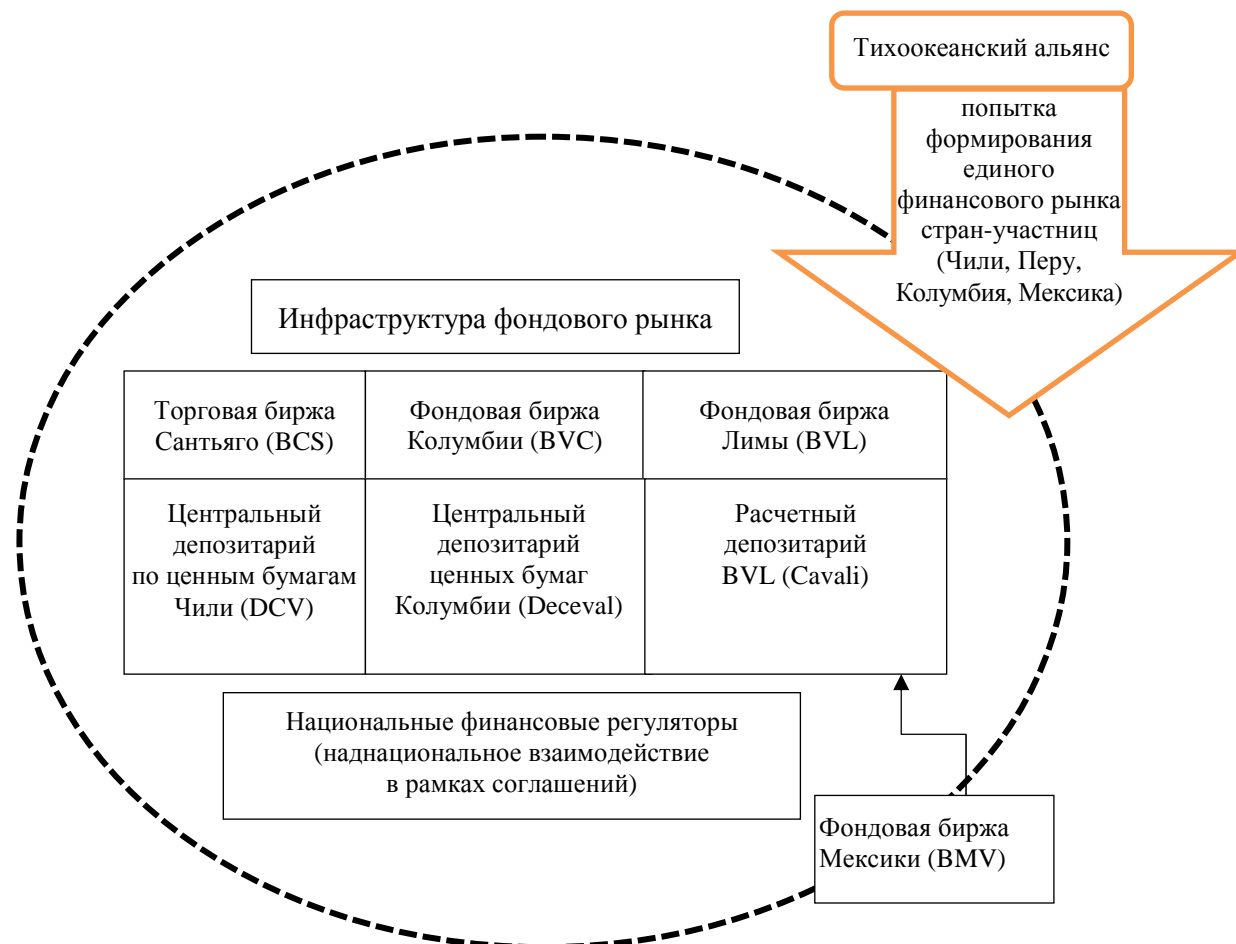 Тихоокеанский альянс
попытка
формирования
единого
финансового рынка
стран-участниц
(Чили, Перу,
Колумбия, Мексика)
Инфраструктура фондового рынка
Торговая биржа
Сантьяго (BCS)
Фондовая биржа
Колумбии (BVC)
Фондовая биржа
Лимы (BVL)
Центральный
депозитарий
по ценным бумагам
Чили (DCV)
Центральный
депозитарий
ценных бумаг
Колумбии (Deceval)
Расчетный
депозитарий
BVL (Cavali)
Национальные финансовые регуляторы
(наднациональное взаимодействие
в рамках соглашений)
Фондовая биржа
Мексики (BMV)